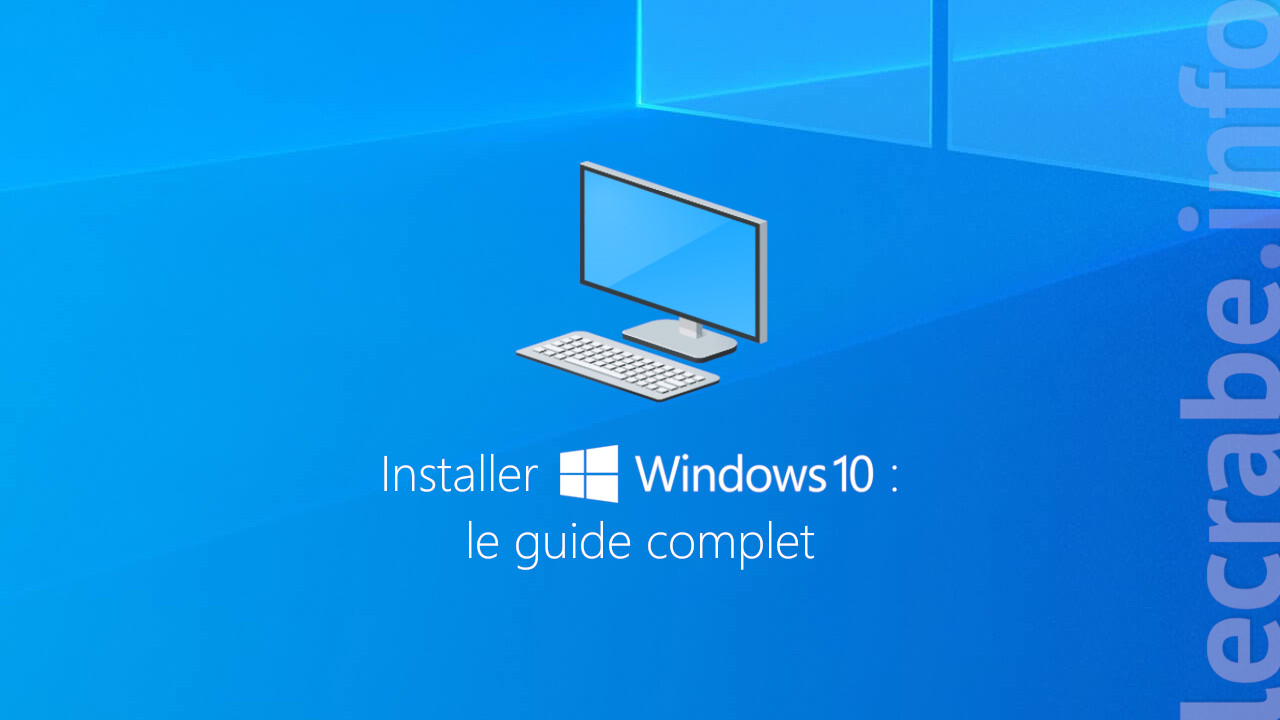 Installer Windows 10 :
le guide complet
lecrabe.info